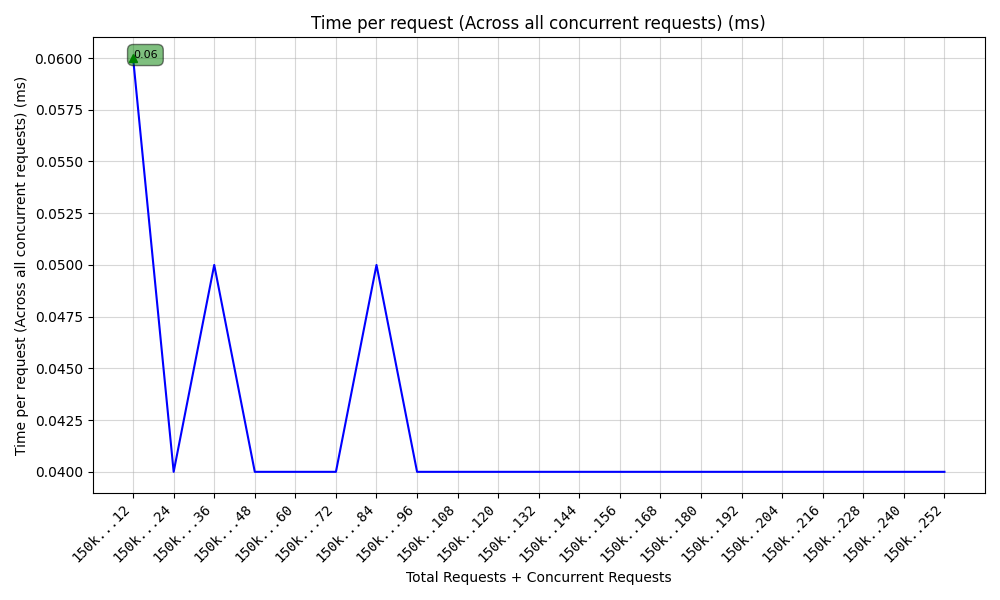 Time per request (Across all concurrent requests) (ms)
0.06
Time per request (Across all concurrent requests) (ms)
0.0600
0.0575
0.0550
0.0525
0.0500
0.0475
0.0450
0.0425
0.0400
150k...12
150k...24
150k...36
150k...48
150k...60
150k...72
150k...84
150k...96
150k..108
150k..120
150k..132
150k..144
150k..156
150k..168
150k..180
150k..192
150k..204
150k..216
150k..228
150k..240
150k..252
Total Requests + Concurrent Requests